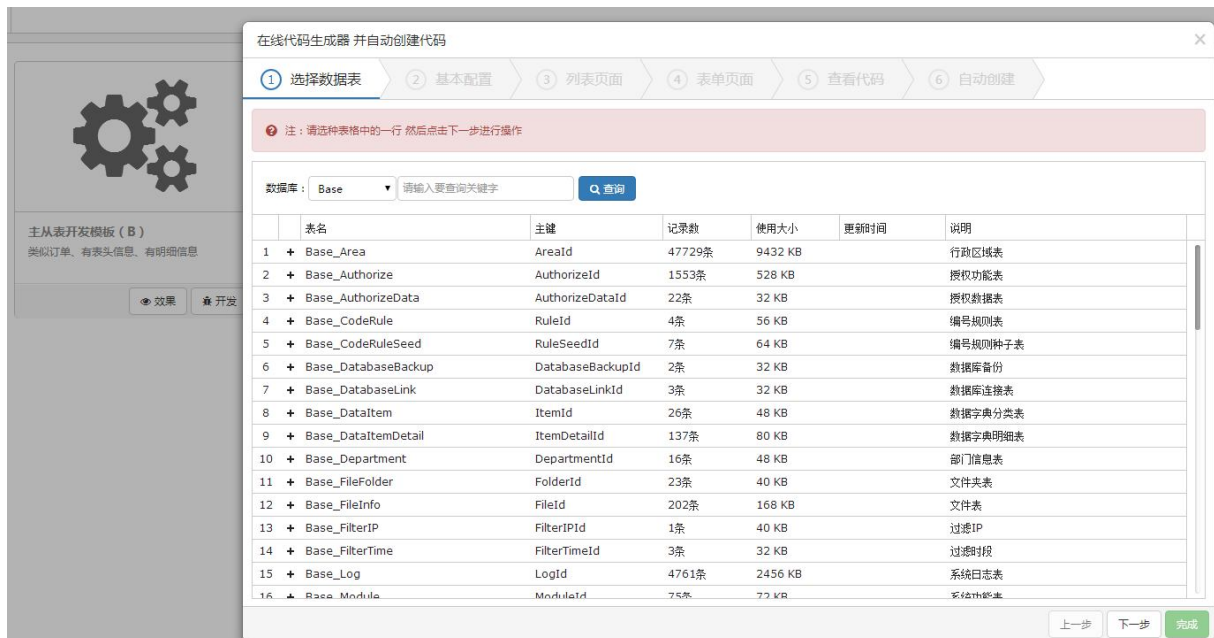 在线代码生成器 并自动创建代码 ×
1 选择数据表 2 基本配置 3 列表页面 4 表单页面 5 查看代码 6 自动创建
注：请选种表格中的一行 然后点击下一步进行操作
数据库： Base 请输入要查询关键字 查询
主从表开发模板（B）
类似订单、有表头信息、有明细信息
效果 开发
表名 主键 记录数 使用大小 更新时间 说明
1 + Base_Area AreaId 47729条 9432 KB 行政区域表
2 + Base_Authorize AuthorizeId 1553条 528 KB 授权功能表
3 + Base_AuthorizeData AuthorizeDataId 22条 32 KB 授权数据表
4 + Base_CodeRule RuleId 4条 56 KB 编号规则表
5 + Base_CodeRuleSeed RuleSeedId 7条 64 KB 编号规则种子表
6 + Base_DatabaseBackup DatabaseBackupId 2条 32 KB 数据库备份
7 + Base_DatabaseLink DatabaseLinkId 3条 32 KB 数据库连接表
8 + Base_DataItem ItemId 26条 48 KB 数据字典分类表
9 + Base_DataItemDetail ItemDetailId 137条 80 KB 数据字典明细表
10 + Base_Department DepartmentId 16条 48 KB 部门信息表
11 + Base_FileFolder FolderId 23条 40 KB 文件夹表
12 + Base_FileInfo FileId 202条 168 KB 文件表
13 + Base_FilterIP FilterIPId 1条 40 KB 过滤IP
14 + Base_FilterTime FilterTimeId 3条 32 KB 过滤时段
15 + Base_Log LogId 4761条 2456 KB 系统日志表
16 + Base_Module ModuleId 75条 72 KB 系统功能表
上一步 下一步 完成